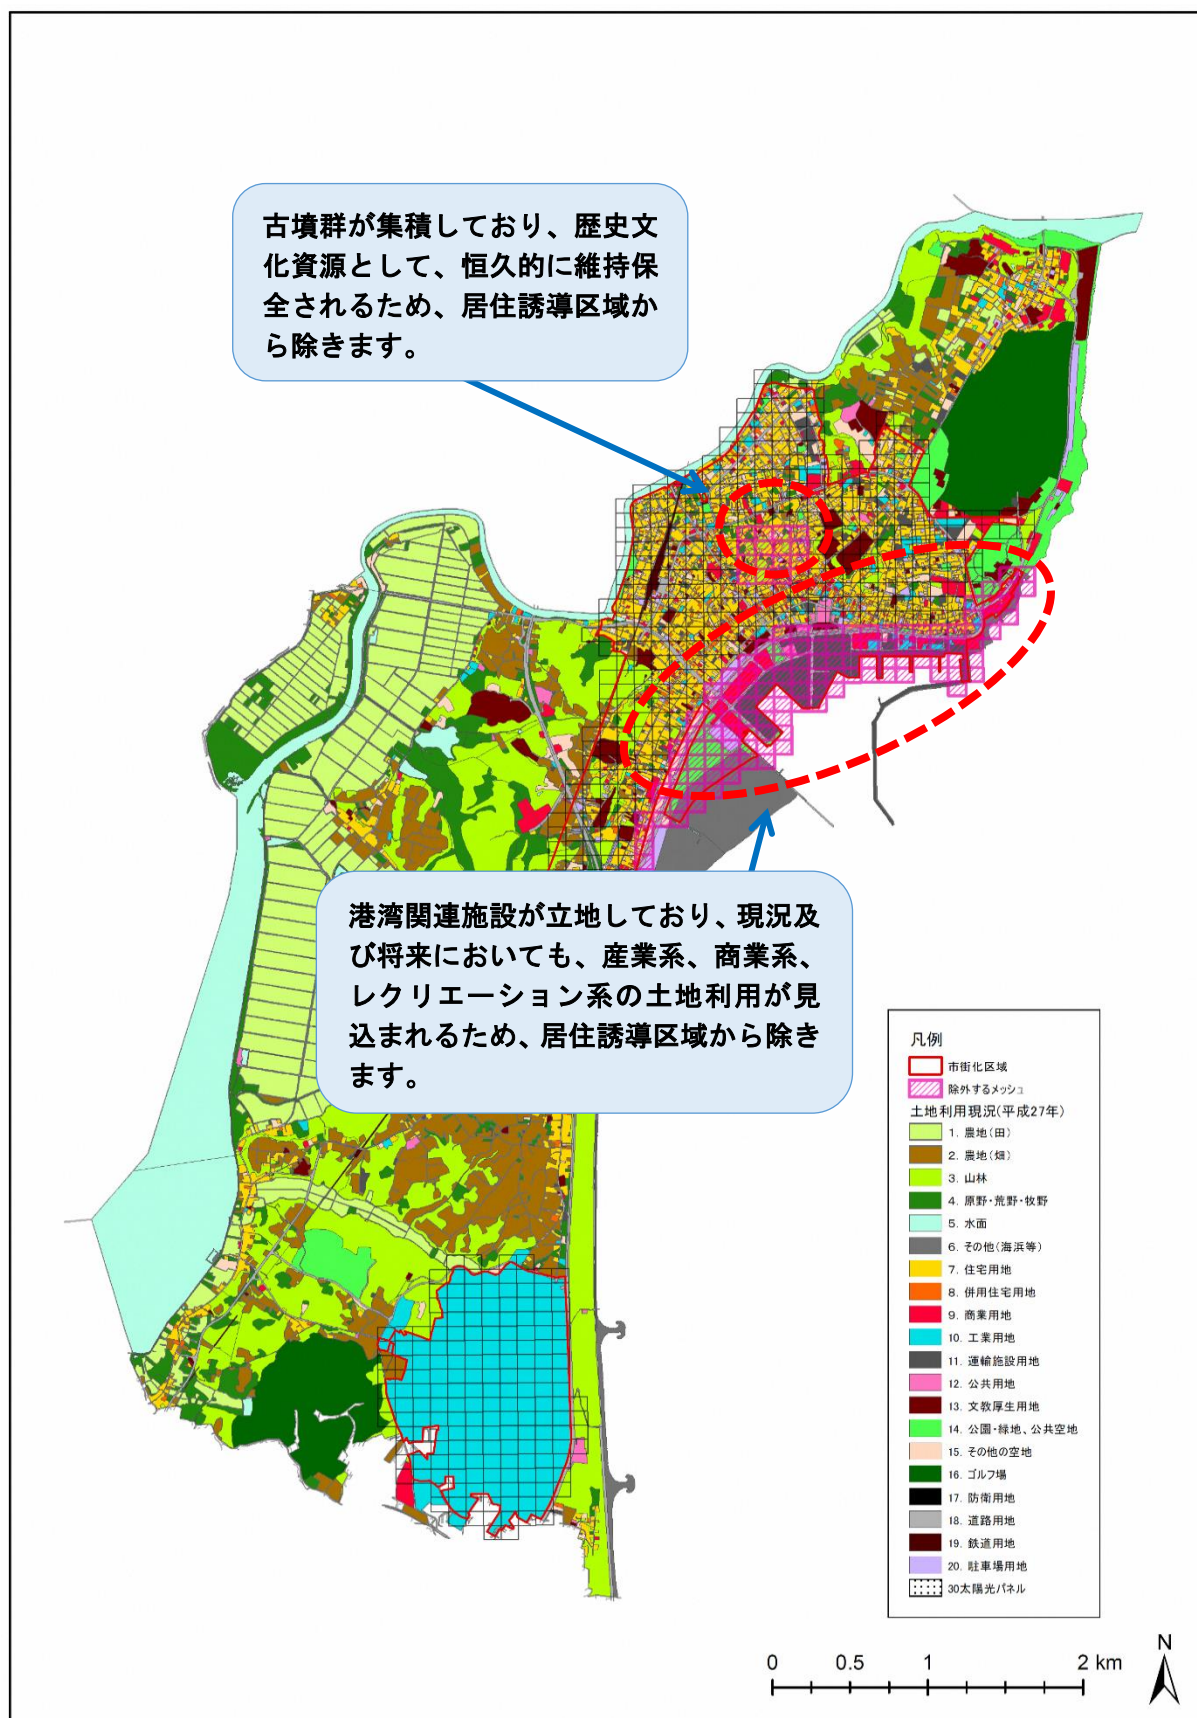 古墳群が集積しており、歴史文
化資源として、恒久的に維持保
全されるため、居住誘導区域か
ら除きます。
港湾関連施設が立地しており、現況及
び将来においても、産業系、商業系、
レクリエーション系の土地利用が見
込まれるため、居住誘導区域から除き
ます。
凡例
市街化区域
除外するメッシュ
土地利用現況(平成27年)
1. 農地(田)
2. 農地(畑)
3. 山林
4. 原野・荒野・牧野
5. 水面
6. その他(海浜等)
7. 住宅用地
8. 併用住宅用地
9. 商業用地
10. 工業用地
11. 運輸施設用地
12. 公共用地
13. 文教厚生用地
14. 公園・緑地、公共空地
15. その他の空地
16. ゴルフ場
17. 防衛用地
18. 道路用地
19. 鉄道用地
20. 駐車場用地
30太陽光パネル
0 0.5 1 2 km
N